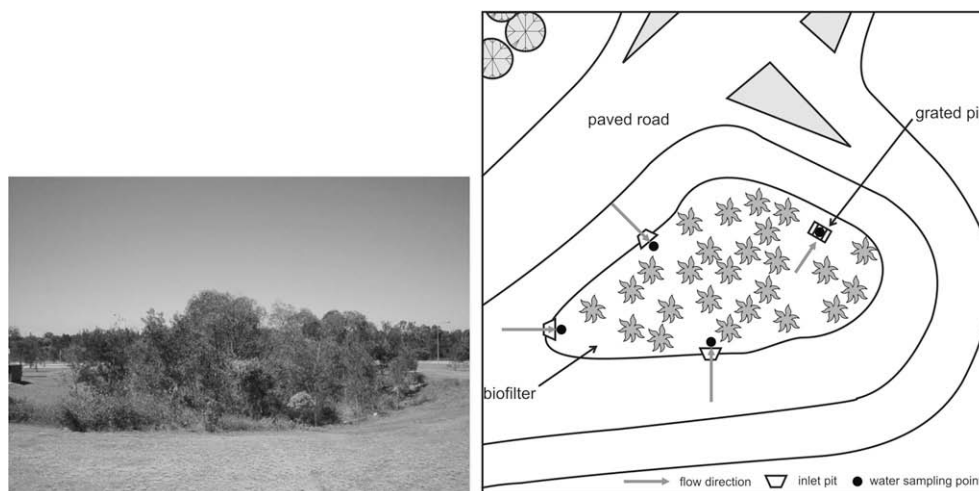 paved road
grated pi
biofilter
flow direction
inlet pit
water sampling poin